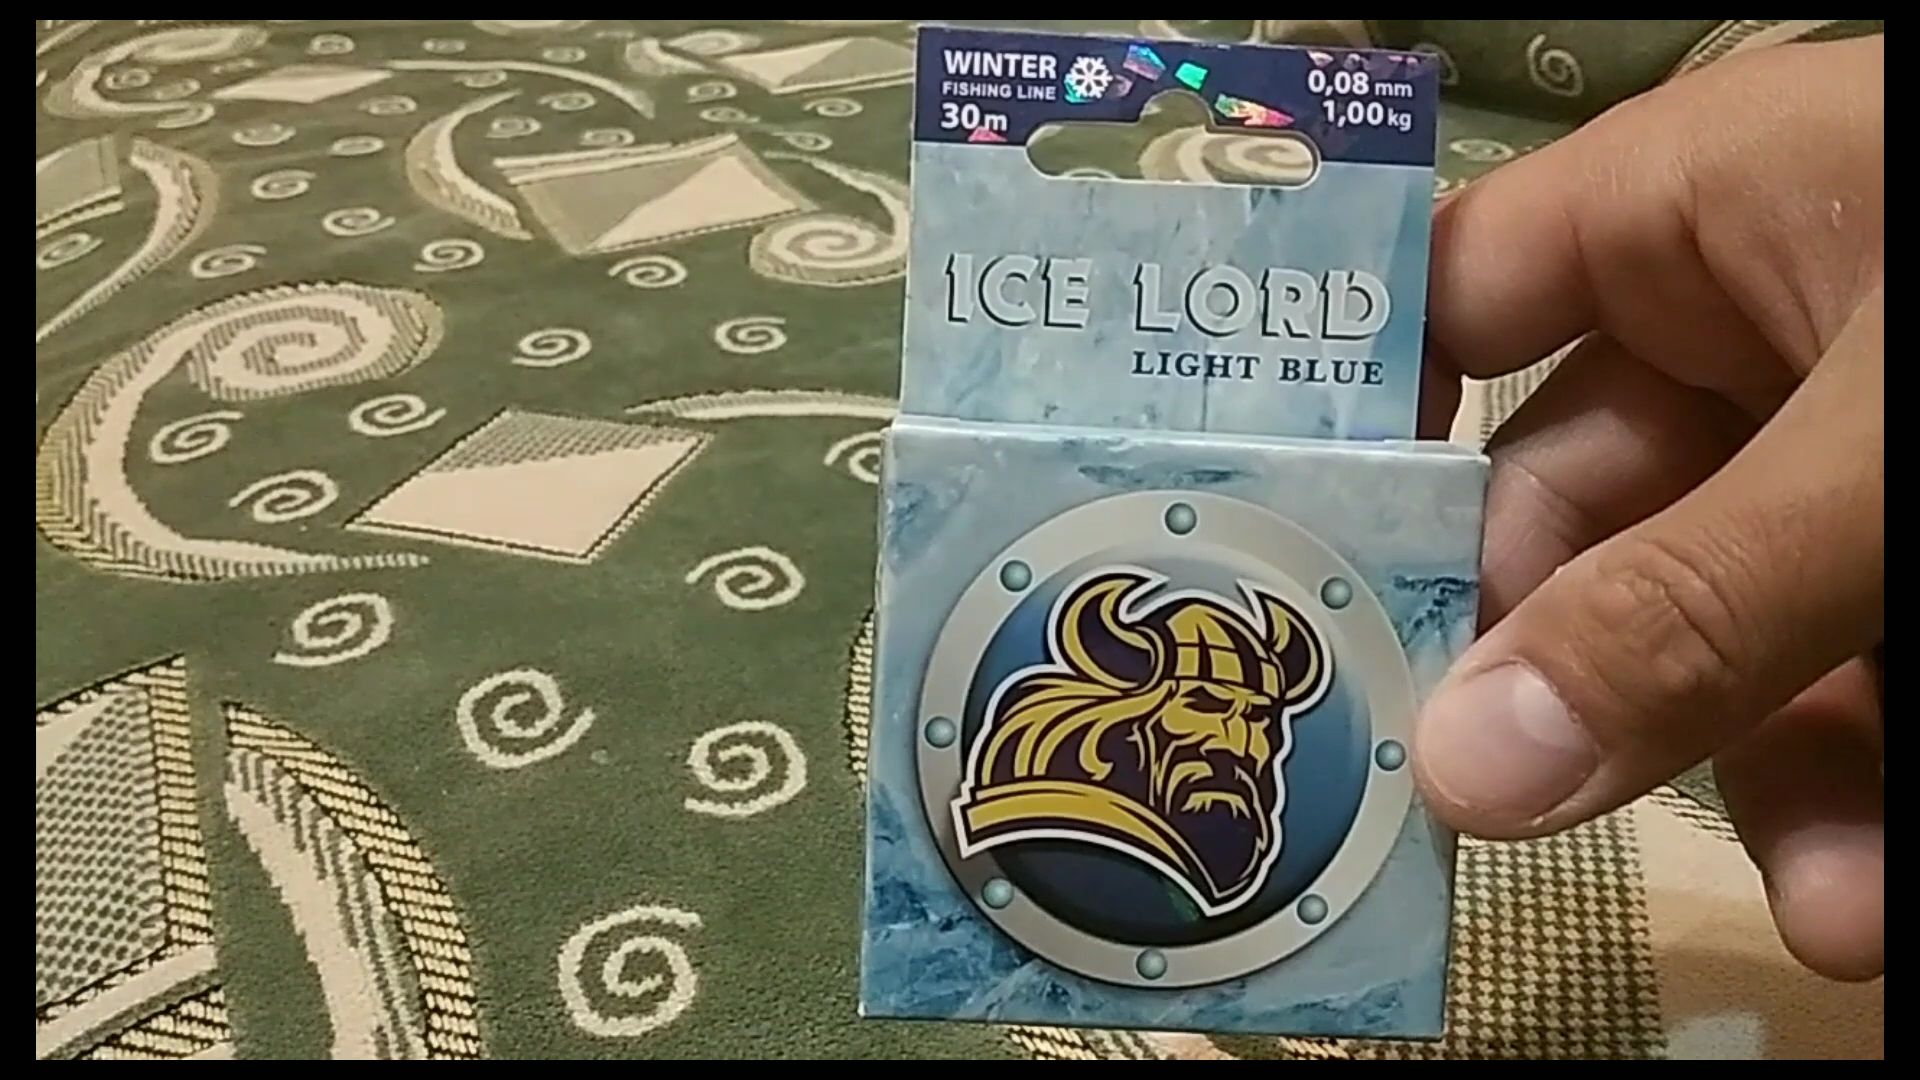 WINTER
FISHING LINE
30m
0,08 mm
1,00 kg
ICE LORD
LIGHT BLUE